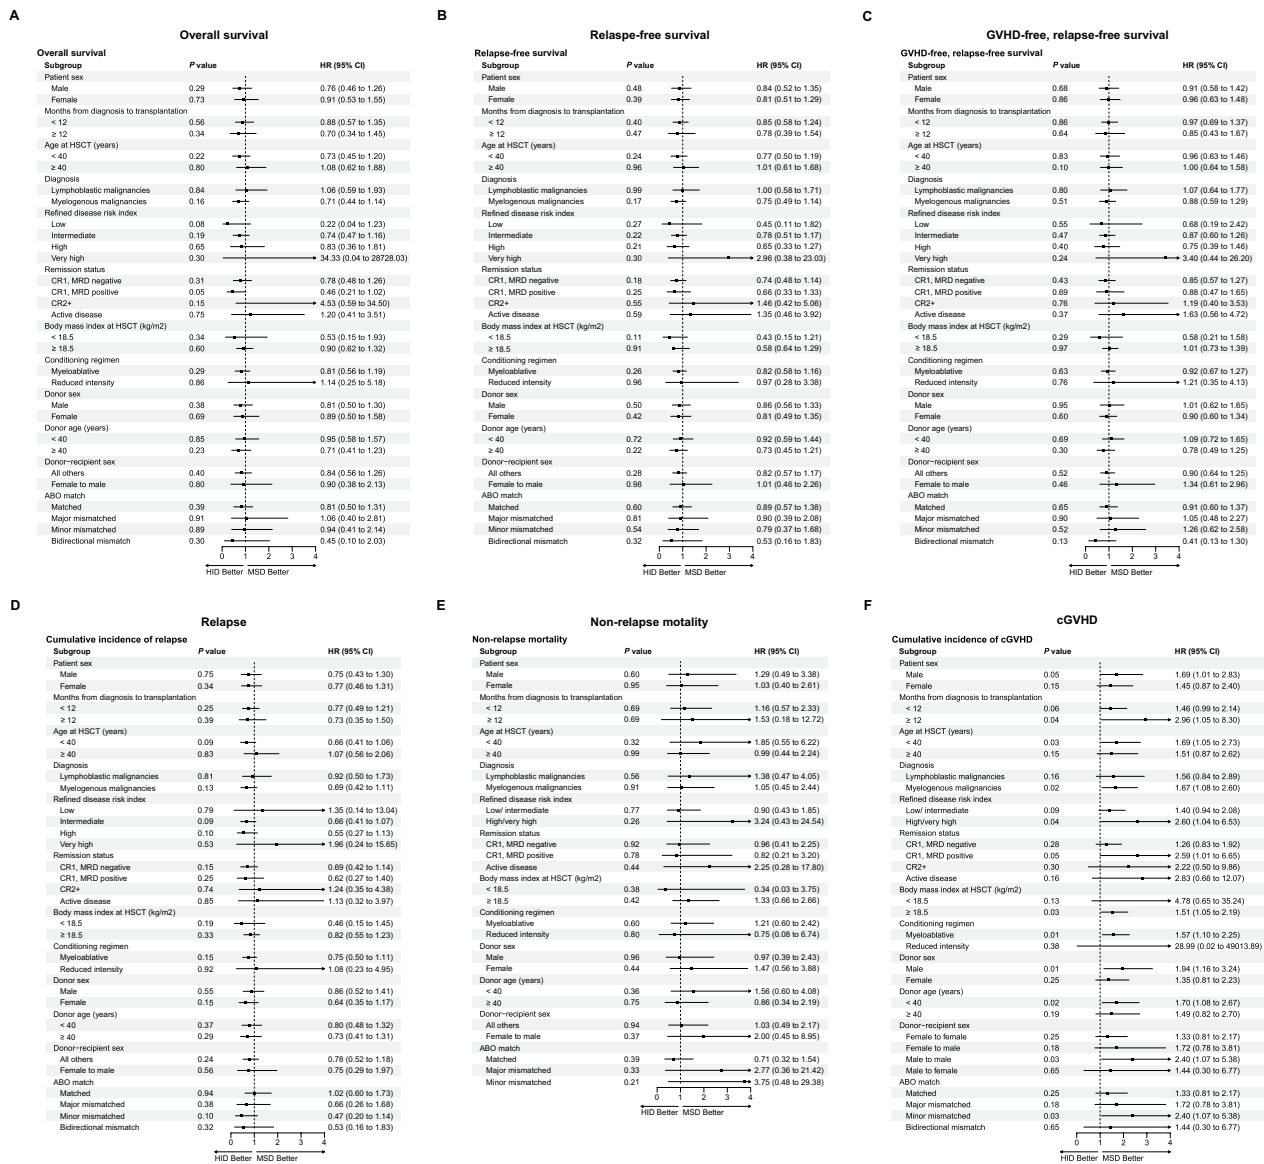 A
Overall survival
Overall survival
Subgroup P value HR (95% CI)
Patient sex
Male 0.29 0.76 (0.46 to 1.26)
Female 0.73 0.91 (0.53 to 1.55)
Months from diagnosis to transplantation
< 12 0.56 0.88 (0.57 to 1.35)
≥ 12 0.34 0.70 (0.34 to 1.45)
Age at HSCT (years)
< 40 0.22 0.73 (0.45 to 1.20)
≥ 40 0.80 1.08 (0.62 to 1.88)
Diagnosis
Lymphoblastic malignancies 0.84 1.06 (0.59 to 1.93)
Myelogenous malignancies 0.16 0.71 (0.44 to 1.14)
Refined disease risk index
Low 0.08 0.22 (0.04 to 1.23)
Intermediate 0.19 0.74 (0.47 to 1.16)
High 0.65 0.83 (0.36 to 1.81)
Very high 0.30 34.33 (0.04 to 28728.03)
Remission status
CR1, MRD negative 0.31 0.78 (0.48 to 1.26)
CR1, MRD positive 0.05 0.46 (0.21 to 1.02)
CR2+ 0.15 4.53 (0.59 to 34.50)
Active disease 0.75 1.20 (0.41 to 3.51)
Body mass index at HSCT (kg/m2)
< 18.5 0.34 0.53 (0.15 to 1.93)
≥ 18.5 0.60 0.90 (0.62 to 1.32)
Conditioning regimen
Myeloablative 0.29 0.81 (0.56 to 1.19)
Reduced intensity 0.86 1.14 (0.25 to 5.18)
Donor sex
Male 0.38 0.81 (0.50 to 1.30)
Female 0.69 0.89 (0.50 to 1.58)
Donor age (years)
< 40 0.85 0.95 (0.58 to 1.57)
≥ 40 0.23 0.71 (0.41 to 1.23)
Donor−recipient sex
All others 0.40 0.84 (0.56 to 1.26)
Female to male 0.80 0.90 (0.38 to 2.13)
ABO match
Matched 0.39 0.81 (0.50 to 1.31)
Major mismatched 0.91 1.06 (0.40 to 2.81)
Minor mismatched 0.89 0.94 (0.41 to 2.14)
Bidirectional mismatch 0.30 0.45 (0.10 to 2.03)
0 1 2 3 4
HID Better MSD Better
B
Relaspe-free survival
Relapse-free survival
Subgroup P value HR (95% CI)
Patient sex
Male 0.48 0.84 (0.52 to 1.35)
Female 0.39 0.81 (0.51 to 1.29)
Months from diagnosis to transplantation
< 12 0.40 0.85 (0.58 to 1.24)
≥ 12 0.47 0.78 (0.39 to 1.54)
Age at HSCT (years)
< 40 0.24 0.77 (0.50 to 1.19)
≥ 40 0.96 1.01 (0.61 to 1.68)
Diagnosis
Lymphoblastic malignancies 0.99 1.00 (0.58 to 1.71)
Myelogenous malignancies 0.17 0.75 (0.49 to 1.14)
Refined disease risk index
Low 0.27 0.45 (0.11 to 1.82)
Intermediate 0.22 0.78 (0.51 to 1.17)
High 0.21 0.65 (0.33 to 1.27)
Very high 0.30 2.96 (0.38 to 23.03)
Remission status
CR1, MRD negative 0.18 0.74 (0.48 to 1.14)
CR1, MRD positive 0.25 0.66 (0.33 to 1.33)
CR2+ 0.55 1.46 (0.42 to 5.06)
Active disease 0.59 1.35 (0.46 to 3.92)
Body mass index at HSCT (kg/m2)
< 18.5 0.11 0.43 (0.15 to 1.21)
≥ 18.5 0.91 0.58 (0.64 to 1.29)
Conditioning regimen
Myeloablative 0.26 0.82 (0.58 to 1.16)
Reduced intensity 0.96 0.97 (0.28 to 3.38)
Donor sex
Male 0.50 0.86 (0.56 to 1.33)
Female 0.42 0.81 (0.49 to 1.35)
Donor age (years)
< 40 0.72 0.92 (0.59 to 1.44)
≥ 40 0.22 0.73 (0.45 to 1.21)
Donor−recipient sex
All others 0.28 0.82 (0.57 to 1.17)
Female to male 0.98 1.01 (0.46 to 2.26)
ABO match
Matched 0.60 0.89 (0.57 to 1.38)
Major mismatched 0.81 0.90 (0.39 to 2.08)
Minor mismatched 0.54 0.79 (0.37 to 1.68)
Bidirectional mismatch 0.32 0.53 (0.16 to 1.83)
0 1 2 3 4
HID Better MSD Better
C
GVHD-free, relapse-free survival
GVHD-free, relapse-free survival
Subgroup P value HR (95% CI)
Patient sex
Male 0.68 0.91 (0.58 to 1.42)
Female 0.86 0.96 (0.63 to 1.48)
Months from diagnosis to transplantation
< 12 0.86 0.97 (0.69 to 1.37)
≥ 12 0.64 0.85 (0.43 to 1.67)
Age at HSCT (years)
< 40 0.83 0.96 (0.63 to 1.46)
≥ 40 0.10 1.00 (0.64 to 1.58)
Diagnosis
Lymphoblastic malignancies 0.80 1.07 (0.64 to 1.77)
Myelogenous malignancies 0.51 0.88 (0.59 to 1.29)
Refined disease risk index
Low 0.55 0.68 (0.19 to 2.42)
Intermediate 0.47 0.87 (0.60 to 1.26)
High 0.40 0.75 (0.39 to 1.46)
Very high 0.24 3.40 (0.44 to 26.20)
Remission status
CR1, MRD negative 0.43 0.85 (0.57 to 1.27)
CR1, MRD positive 0.69 0.88 (0.47 to 1.65)
CR2+ 0.76 1.19 (0.40 to 3.53)
Active disease 0.37 1.63 (0.56 to 4.72)
Body mass index at HSCT (kg/m2)
< 18.5 0.29 0.58 (0.21 to 1.58)
≥ 18.5 0.97 1.01 (0.73 to 1.39)
Conditioning regimen
Myeloablative 0.63 0.92 (0.67 to 1.27)
Reduced intensity 0.76 1.21 (0.35 to 4.13)
Donor sex
Male 0.95 1.01 (0.62 to 1.65)
Female 0.60 0.90 (0.60 to 1.34)
Donor age (years)
< 40 0.69 1.09 (0.72 to 1.65)
≥ 40 0.30 0.78 (0.49 to 1.25)
Donor−recipient sex
All others 0.52 0.90 (0.64 to 1.25)
Female to male 0.46 1.34 (0.61 to 2.96)
ABO match
Matched 0.65 0.91 (0.60 to 1.37)
Major mismatched 0.90 1.05 (0.48 to 2.27)
Minor mismatched 0.52 1.26 (0.62 to 2.58)
Bidirectional mismatch 0.13 0.41 (0.13 to 1.30)
0 1 2 3 4
HID Better MSD Better
D
Relapse
Cumulative incidence of relapse
Subgroup P value HR (95% CI)
Patient sex
Male 0.75 0.75 (0.43 to 1.30)
Female 0.34 0.77 (0.46 to 1.31)
Months from diagnosis to transplantation
< 12 0.25 0.77 (0.49 to 1.21)
≥ 12 0.39 0.73 (0.35 to 1.50)
Age at HSCT (years)
< 40 0.09 0.66 (0.41 to 1.06)
≥ 40 0.83 1.07 (0.56 to 2.06)
Diagnosis
Lymphoblastic malignancies 0.81 0.92 (0.50 to 1.73)
Myelogenous malignancies 0.13 0.69 (0.42 to 1.11)
Refined disease risk index
Low 0.79 1.35 (0.14 to 13.04)
Intermediate 0.09 0.66 (0.41 to 1.07)
High 0.10 0.55 (0.27 to 1.13)
Very high 0.53 1.96 (0.24 to 15.65)
Remission status
CR1, MRD negative 0.15 0.69 (0.42 to 1.14)
CR1, MRD positive 0.25 0.62 (0.27 to 1.40)
CR2+ 0.74 1.24 (0.35 to 4.38)
Active disease 0.85 1.13 (0.32 to 3.97)
Body mass index at HSCT (kg/m2)
< 18.5 0.19 0.46 (0.15 to 1.45)
≥ 18.5 0.33 0.82 (0.55 to 1.23)
Conditioning regimen
Myeloablative 0.15 0.75 (0.50 to 1.11)
Reduced intensity 0.92 1.08 (0.23 to 4.95)
Donor sex
Male 0.55 0.86 (0.52 to 1.41)
Female 0.15 0.64 (0.35 to 1.17)
Donor age (years)
< 40 0.37 0.80 (0.48 to 1.32)
≥ 40 0.29 0.73 (0.41 to 1.31)
Donor−recipient sex
All others 0.24 0.78 (0.52 to 1.18)
Female to male 0.56 0.75 (0.29 to 1.97)
ABO match
Matched 0.94 1.02 (0.60 to 1.73)
Major mismatched 0.38 0.66 (0.26 to 1.68)
Minor mismatched 0.10 0.47 (0.20 to 1.14)
Bidirectional mismatch 0.32 0.53 (0.16 to 1.83)
0 1 2 3 4
HID Better MSD Better
E
Non-relapse motality
Non-relapse mortality
Subgroup P value HR (95% CI)
Patient sex
Male 0.60 1.29 (0.49 to 3.38)
Female 0.95 1.03 (0.40 to 2.61)
Months from diagnosis to transplantation
< 12 0.69 1.16 (0.57 to 2.33)
≥ 12 0.69 1.53 (0.18 to 12.72)
Age at HSCT (years)
< 40 0.32 1.85 (0.55 to 6.22)
≥ 40 0.99 0.99 (0.44 to 2.24)
Diagnosis
Lymphoblastic malignancies 0.56 1.38 (0.47 to 4.05)
Myelogenous malignancies 0.91 1.05 (0.45 to 2.44)
Refined disease risk index
Low/ intermediate 0.77 0.90 (0.43 to 1.85)
High/very high 0.26 3.24 (0.43 to 24.54)
Remission status
CR1, MRD negative 0.92 0.96 (0.41 to 2.25)
CR1, MRD positive 0.78 0.82 (0.21 to 3.20)
Active disease 0.44 2.25 (0.28 to 17.80)
Body mass index at HSCT (kg/m2)
< 18.5 0.38 0.34 (0.03 to 3.75)
≥ 18.5 0.42 1.33 (0.66 to 2.66)
Conditioning regimen
Myeloablative 0.60 1.21 (0.60 to 2.42)
Reduced intensity 0.80 0.75 (0.08 to 6.74)
Donor sex
Male 0.96 0.97 (0.39 to 2.43)
Female 0.44 1.47 (0.56 to 3.88)
Donor age (years)
< 40 0.36 1.56 (0.60 to 4.08)
≥ 40 0.75 0.86 (0.34 to 2.19)
Donor−recipient sex
All others 0.94 1.03 (0.49 to 2.17)
Female to male 0.37 2.00 (0.45 to 8.95)
ABO match
Matched 0.39 0.71 (0.32 to 1.54)
Major mismatched 0.33 2.77 (0.36 to 21.42)
Minor mismatched 0.21 3.75 (0.48 to 29.38)
0 1 2 3 4
HID Better MSD Better
F
cGVHD
Cumulative incidence of cGVHD
Subgroup P value HR (95% CI)
Patient sex
Male 0.05 1.69 (1.01 to 2.83)
Female 0.15 1.45 (0.87 to 2.40)
Months from diagnosis to transplantation
< 12 0.06 1.46 (0.99 to 2.14)
≥ 12 0.04 2.96 (1.05 to 8.30)
Age at HSCT (years)
< 40 0.03 1.69 (1.05 to 2.73)
≥ 40 0.15 1.51 (0.87 to 2.62)
Diagnosis
Lymphoblastic malignancies 0.16 1.56 (0.84 to 2.89)
Myelogenous malignancies 0.02 1.67 (1.08 to 2.60)
Refined disease risk index
Low/ intermediate 0.09 1.40 (0.94 to 2.08)
High/very high 0.04 2.60 (1.04 to 6.53)
Remission status
CR1, MRD negative 0.28 1.26 (0.83 to 1.92)
CR1, MRD positive 0.05 2.59 (1.01 to 6.65)
CR2+ 0.30 2.22 (0.50 to 9.86)
Active disease 0.16 2.83 (0.66 to 12.07)
Body mass index at HSCT (kg/m2)
< 18.5 0.13 4.78 (0.65 to 35.24)
≥ 18.5 0.03 1.51 (1.05 to 2.19)
Conditioning regimen
Myeloablative 0.01 1.57 (1.10 to 2.25)
Reduced intensity 0.38 28.99 (0.02 to 49013.89)
Donor sex
Male 0.01 1.94 (1.16 to 3.24)
Female 0.25 1.35 (0.81 to 2.23)
Donor age (years)
< 40 0.02 1.70 (1.08 to 2.67)
≥ 40 0.19 1.49 (0.82 to 2.70)
Donor−recipient sex
Female to female 0.25 1.33 (0.81 to 2.17)
Female to male 0.18 1.72 (0.78 to 3.81)
Male to male 0.03 2.40 (1.07 to 5.38)
Male to female 0.65 1.44 (0.30 to 6.77)
ABO match
Matched 0.25 1.33 (0.81 to 2.17)
Major mismatched 0.18 1.72 (0.78 to 3.81)
Minor mismatched 0.03 2.40 (1.07 to 5.38)
Bidirectional mismatch 0.65 1.44 (0.30 to 6.77)
0 1 2 3 4
HID Better MSD Better